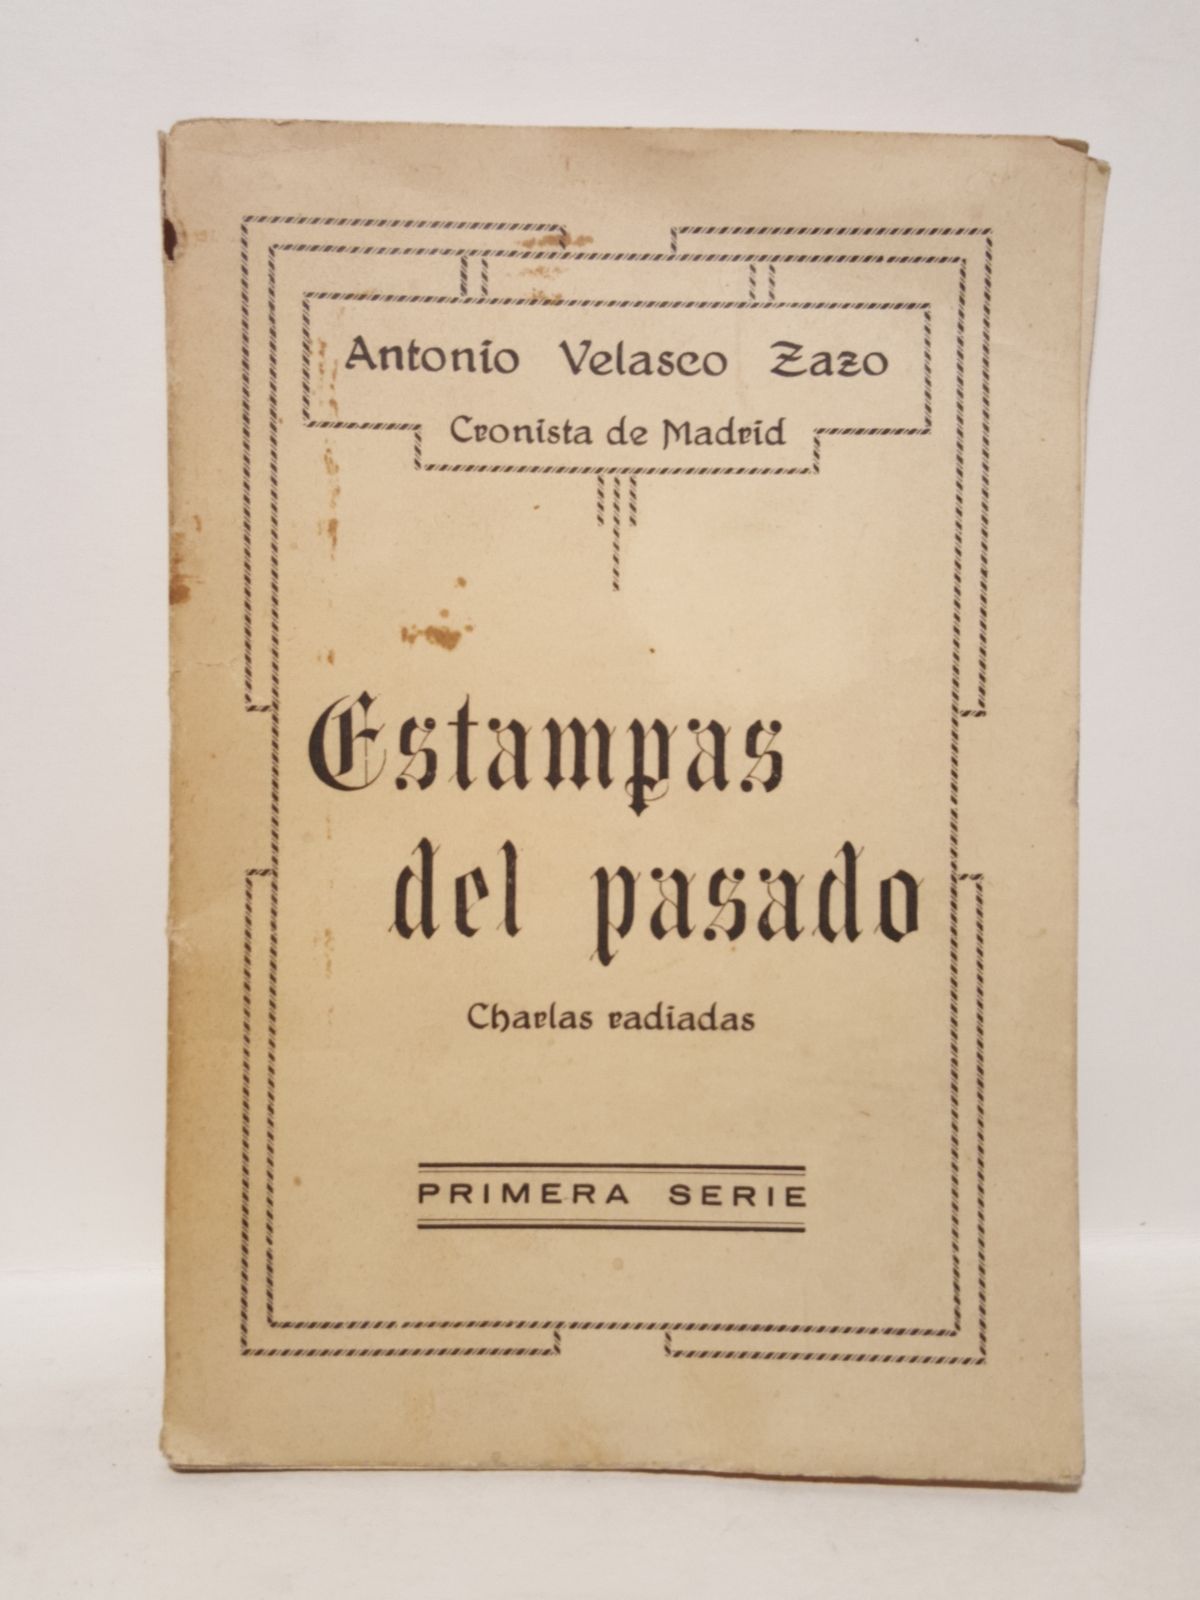 Antonio Velasco Zazo
Cronista de Madrid
Estampas
del pasado
Charlas radiadas
PRIMERA SERIE